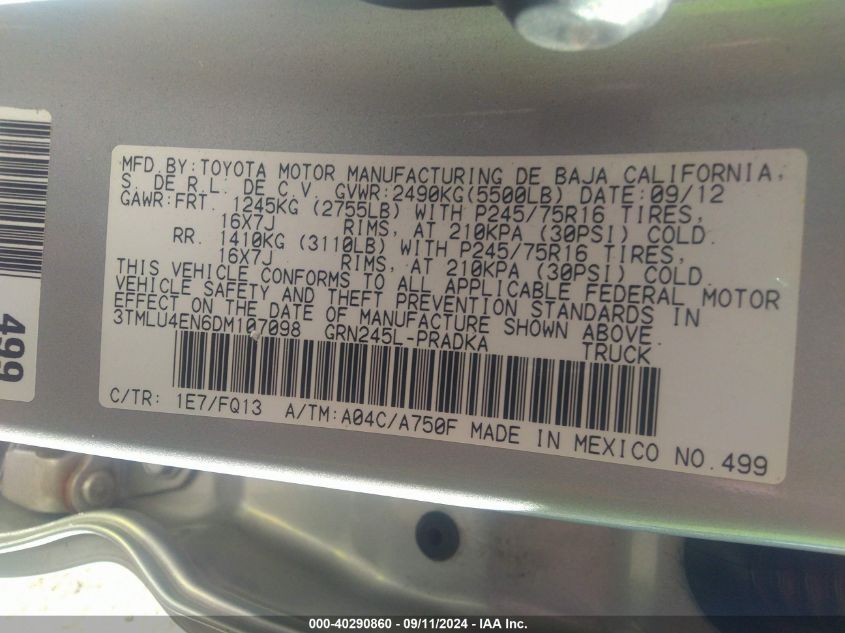 MFD. BY: TOYOTA MOTOR MANUFACTURING DE BAJA CALIFORNIA,
S. DE R.L. DE C.V. GVWR:2490KG(5500LB) DATE:09/12
GAWR:FRT. 1245KG (2755LB) WITH P245/75R16 TIRES,
16X7J RIMS, AT 210KPA (30PSI) COLD.
RR. 1410KG (3110LB) WITH P245/75R16 TIRES,
16X7J RIMS, AT 210KPA (30PSI) COLD.
THIS VEHICLE CONFORMS TO ALL APPLICABLE FEDERAL MOTOR
VEHICLE SAFETY AND THEFT PREVENTION STANDARDS IN
EFFECT ON THE DATE OF MANUFACTURE SHOWN ABOVE.
3TMLU4EN6DM107098 GRN245L-PRADKA TRUCK
C/TR: 1E7/FQ13 A/TM:A04C/A750F MADE IN MEXICO NO.499
499
000-40290860 - 09/11/2024 - IAA Inc.